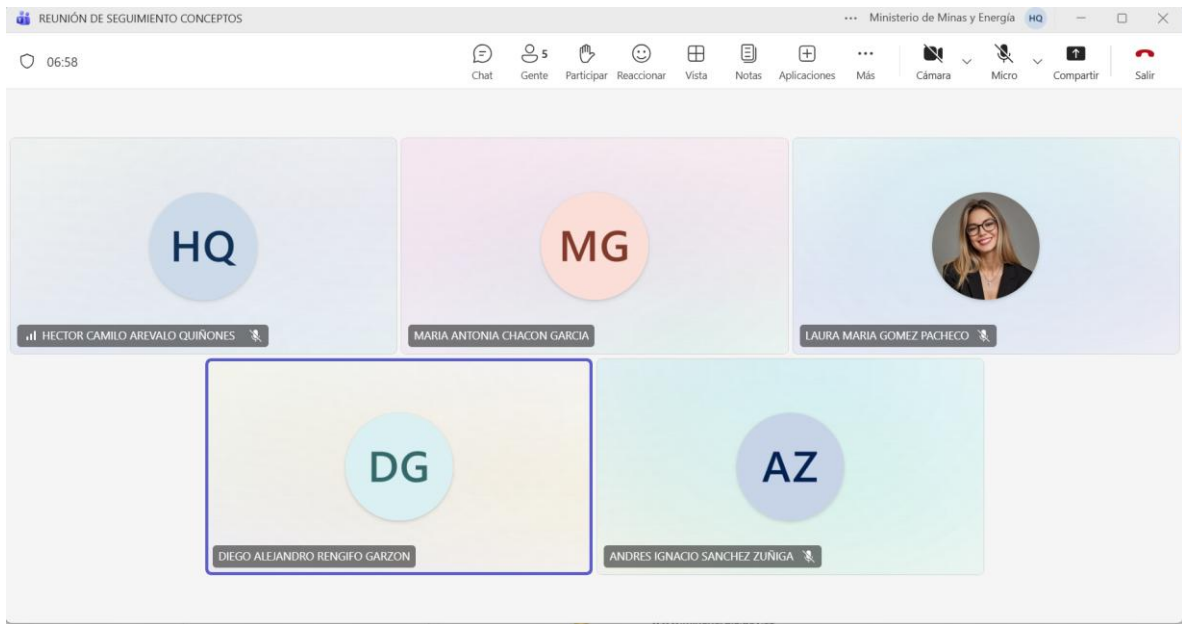 REUNIÓN DE SEGUIMIENTO CONCEPTOS
Ministerio de Minas y Energía HQ
06:58
Chat
5
Gente
Participar
Reaccionar
Vista
Notas
Aplicaciones
Más
Cámara
Micro
Compartir
Salir
HQ
HECTOR CAMILO AREVALO QUIÑONES
MG
MARIA ANTONIA CHACON GARCIA
LAURA MARIA GOMEZ PACHECO
DG
DIEGO ALEJANDRO RENGIFO GARZON
AZ
ANDRES IGNACIO SANCHEZ ZUÑIGA